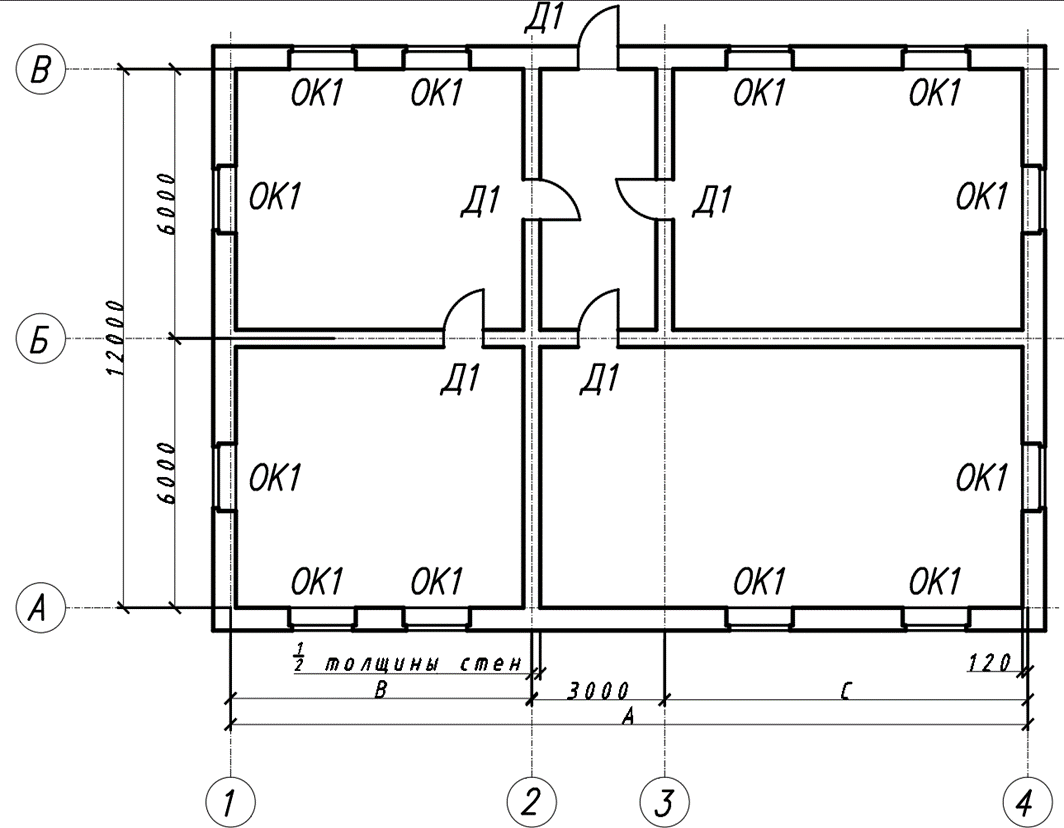 Д1
В
ОК1 ОК1 ОК1 ОК1
6000
ОК1 Д1 Д1 ОК1
12000
Б
Д1 Д1
6000
ОК1 ОК1
ОК1 ОК1 ОК1 ОК1
А
1/2 толщины стен
120
В 3000 С
А
1 2 3 4